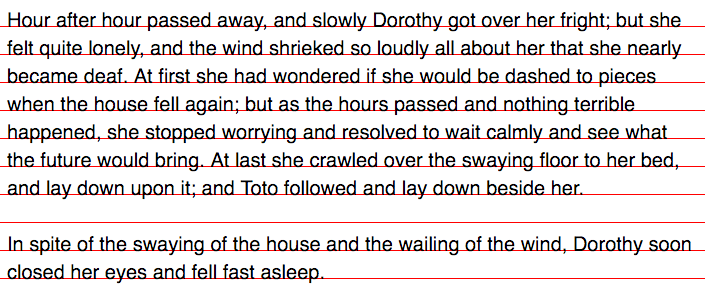 Hour after hour passed away, and slowly Dorothy got over her fright; but she
felt quite lonely, and the wind shrieked so loudly all about her that she nearly
became deaf. At first she had wondered if she would be dashed to pieces
when the house fell again; but as the hours passed and nothing terrible
happened, she stopped worrying and resolved to wait calmly and see what
the future would bring. At last she crawled over the swaying floor to her bed,
and lay down upon it; and Toto followed and lay down beside her.
In spite of the swaying of the house and the wailing of the wind, Dorothy soon
closed her eyes and fell fast asleep.